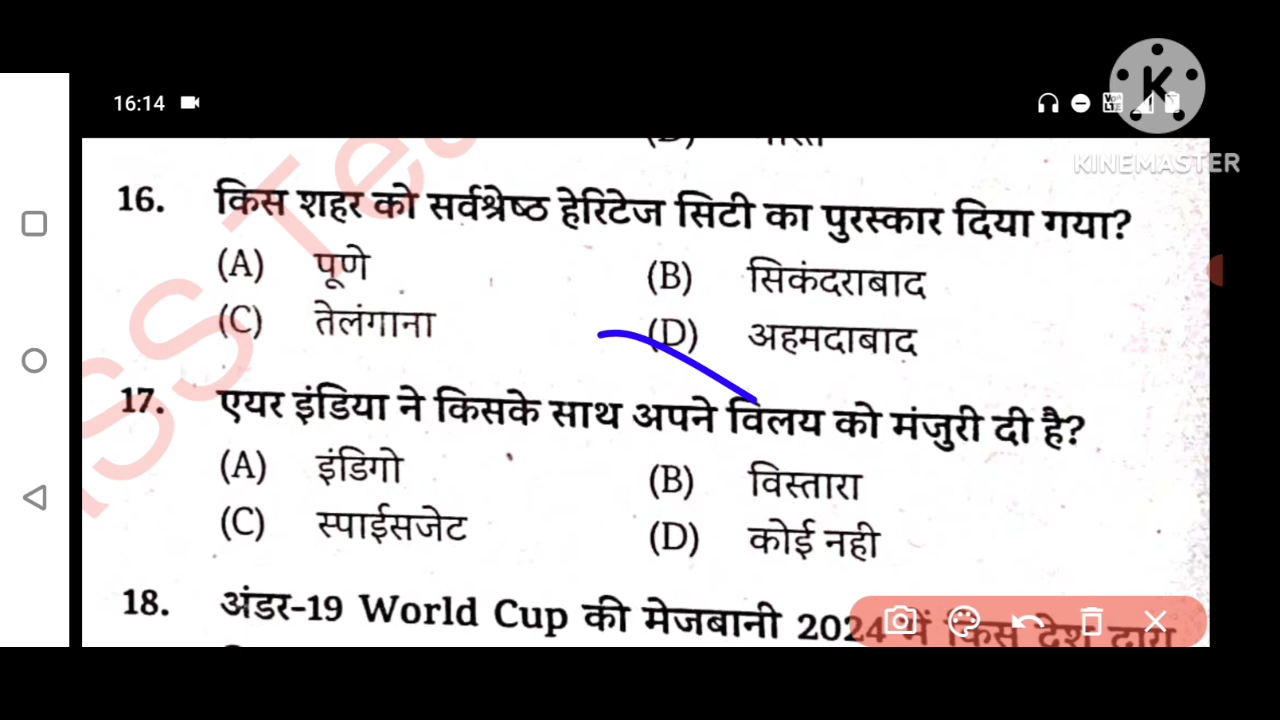 16:14
KINEMASTER
16. किस शहर को सर्वश्रेष्ठ हेरिटेज सिटी का पुरस्कार दिया गया?
(A) पूणे (B) सिकंदराबाद
(C) तेलंगाना (D) अहमदाबाद
17. एयर इंडिया ने किसके साथ अपने विलय को मंजुरी दी है?
(A) इंडिगो (B) विस्तारा
(C) स्पाईसजेट (D) कोई नही
18. अंडर-19 World Cup की मेजबानी 2024 में किस देश द्वारा